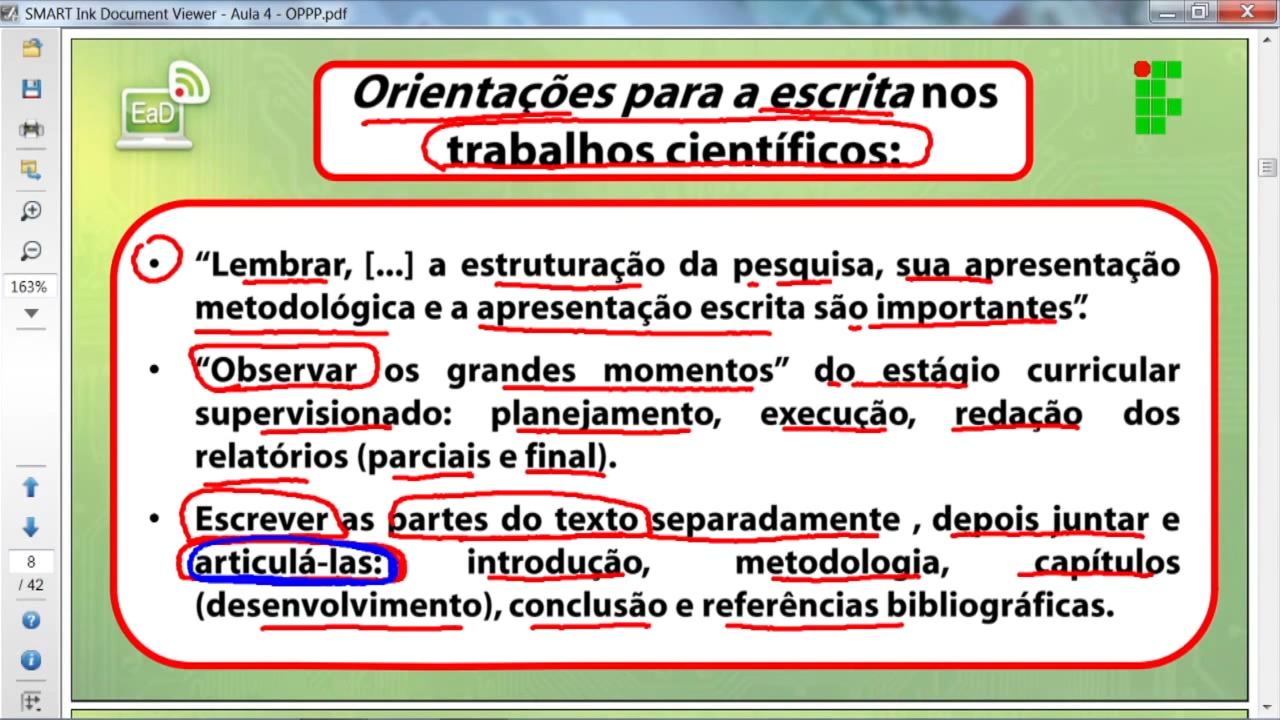 SMART Ink Document Viewer - Aula 4 - OPPP.pdf
EaD
Orientações para a escrita nos
trabalhos científicos:
• “Lembrar, [...] a estruturação da pesquisa, sua apresentação
metodológica e a apresentação escrita são importantes”.
• “Observar os grandes momentos” do estágio curricular
supervisionado: planejamento, execução, redação dos
relatórios (parciais e final).
• Escrever as partes do texto separadamente , depois juntar e
articulá-las: introdução, metodologia, capítulos
(desenvolvimento), conclusão e referências bibliográficas.
163%
8
/ 42